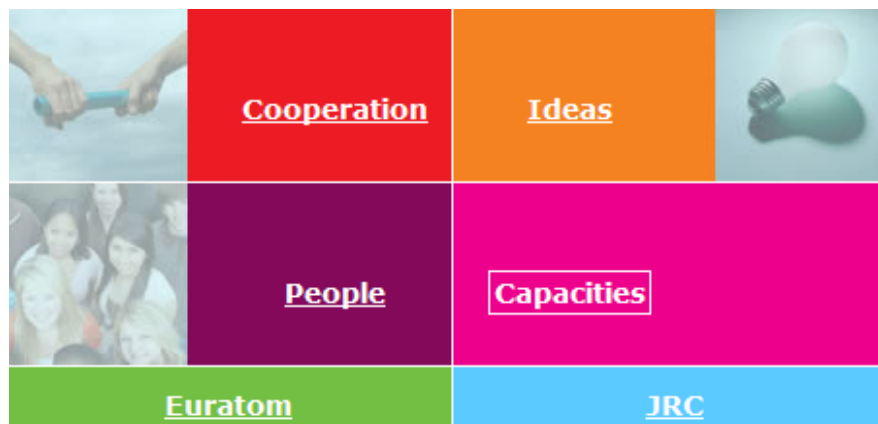 Cooperation
Ideas
People
Capacities
Euratom
JRC